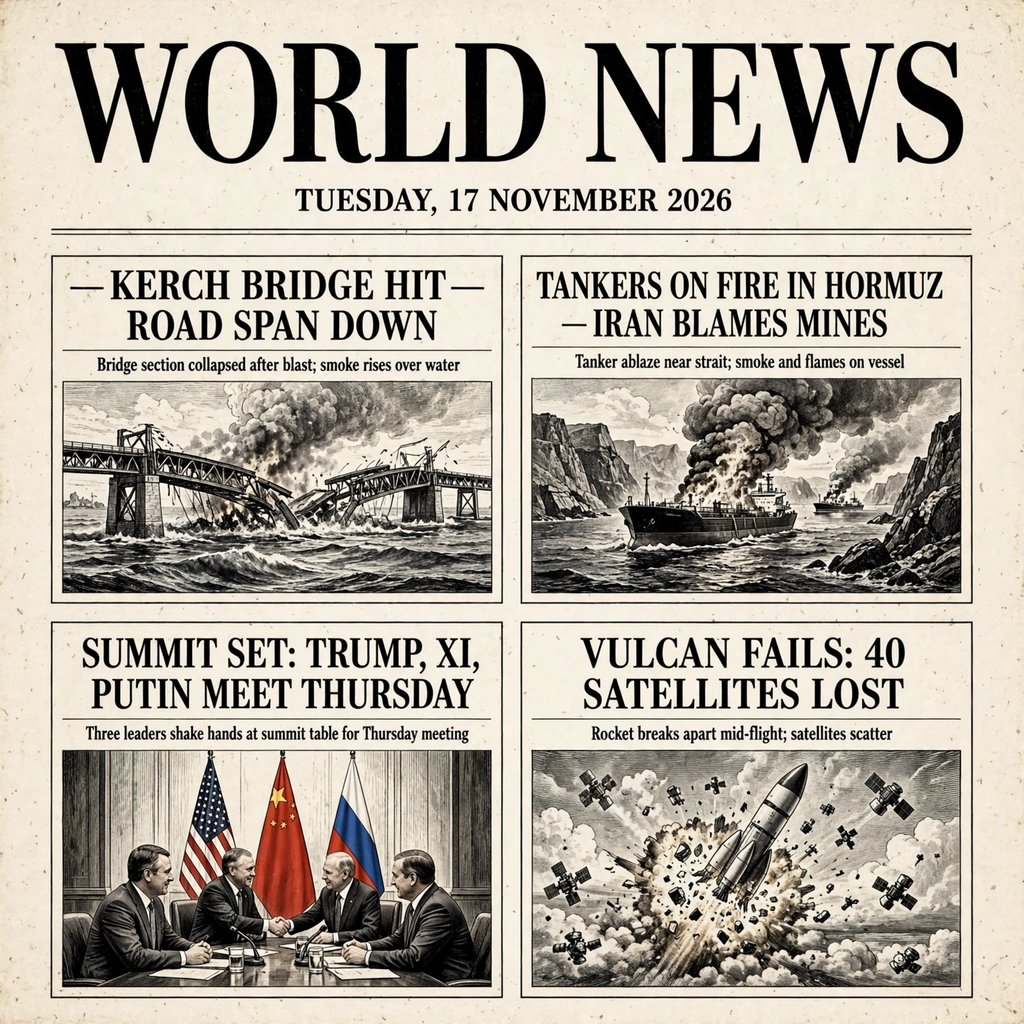 WORLD NEWS
TUESDAY, 17 NOVEMBER 2026
— KERCH BRIDGE HIT —
ROAD SPAN DOWN
Bridge section collapsed after blast; smoke rises over water
TANKERS ON FIRE IN HORMUZ
— IRAN BLAMES MINES
Tanker ablaze near strait; smoke and flames on vessel
SUMMIT SET: TRUMP, XI,
PUTIN MEET THURSDAY
Three leaders shake hands at summit table for Thursday meeting
VULCAN FAILS: 40
SATELLITES LOST
Rocket breaks apart mid-flight; satellites scatter